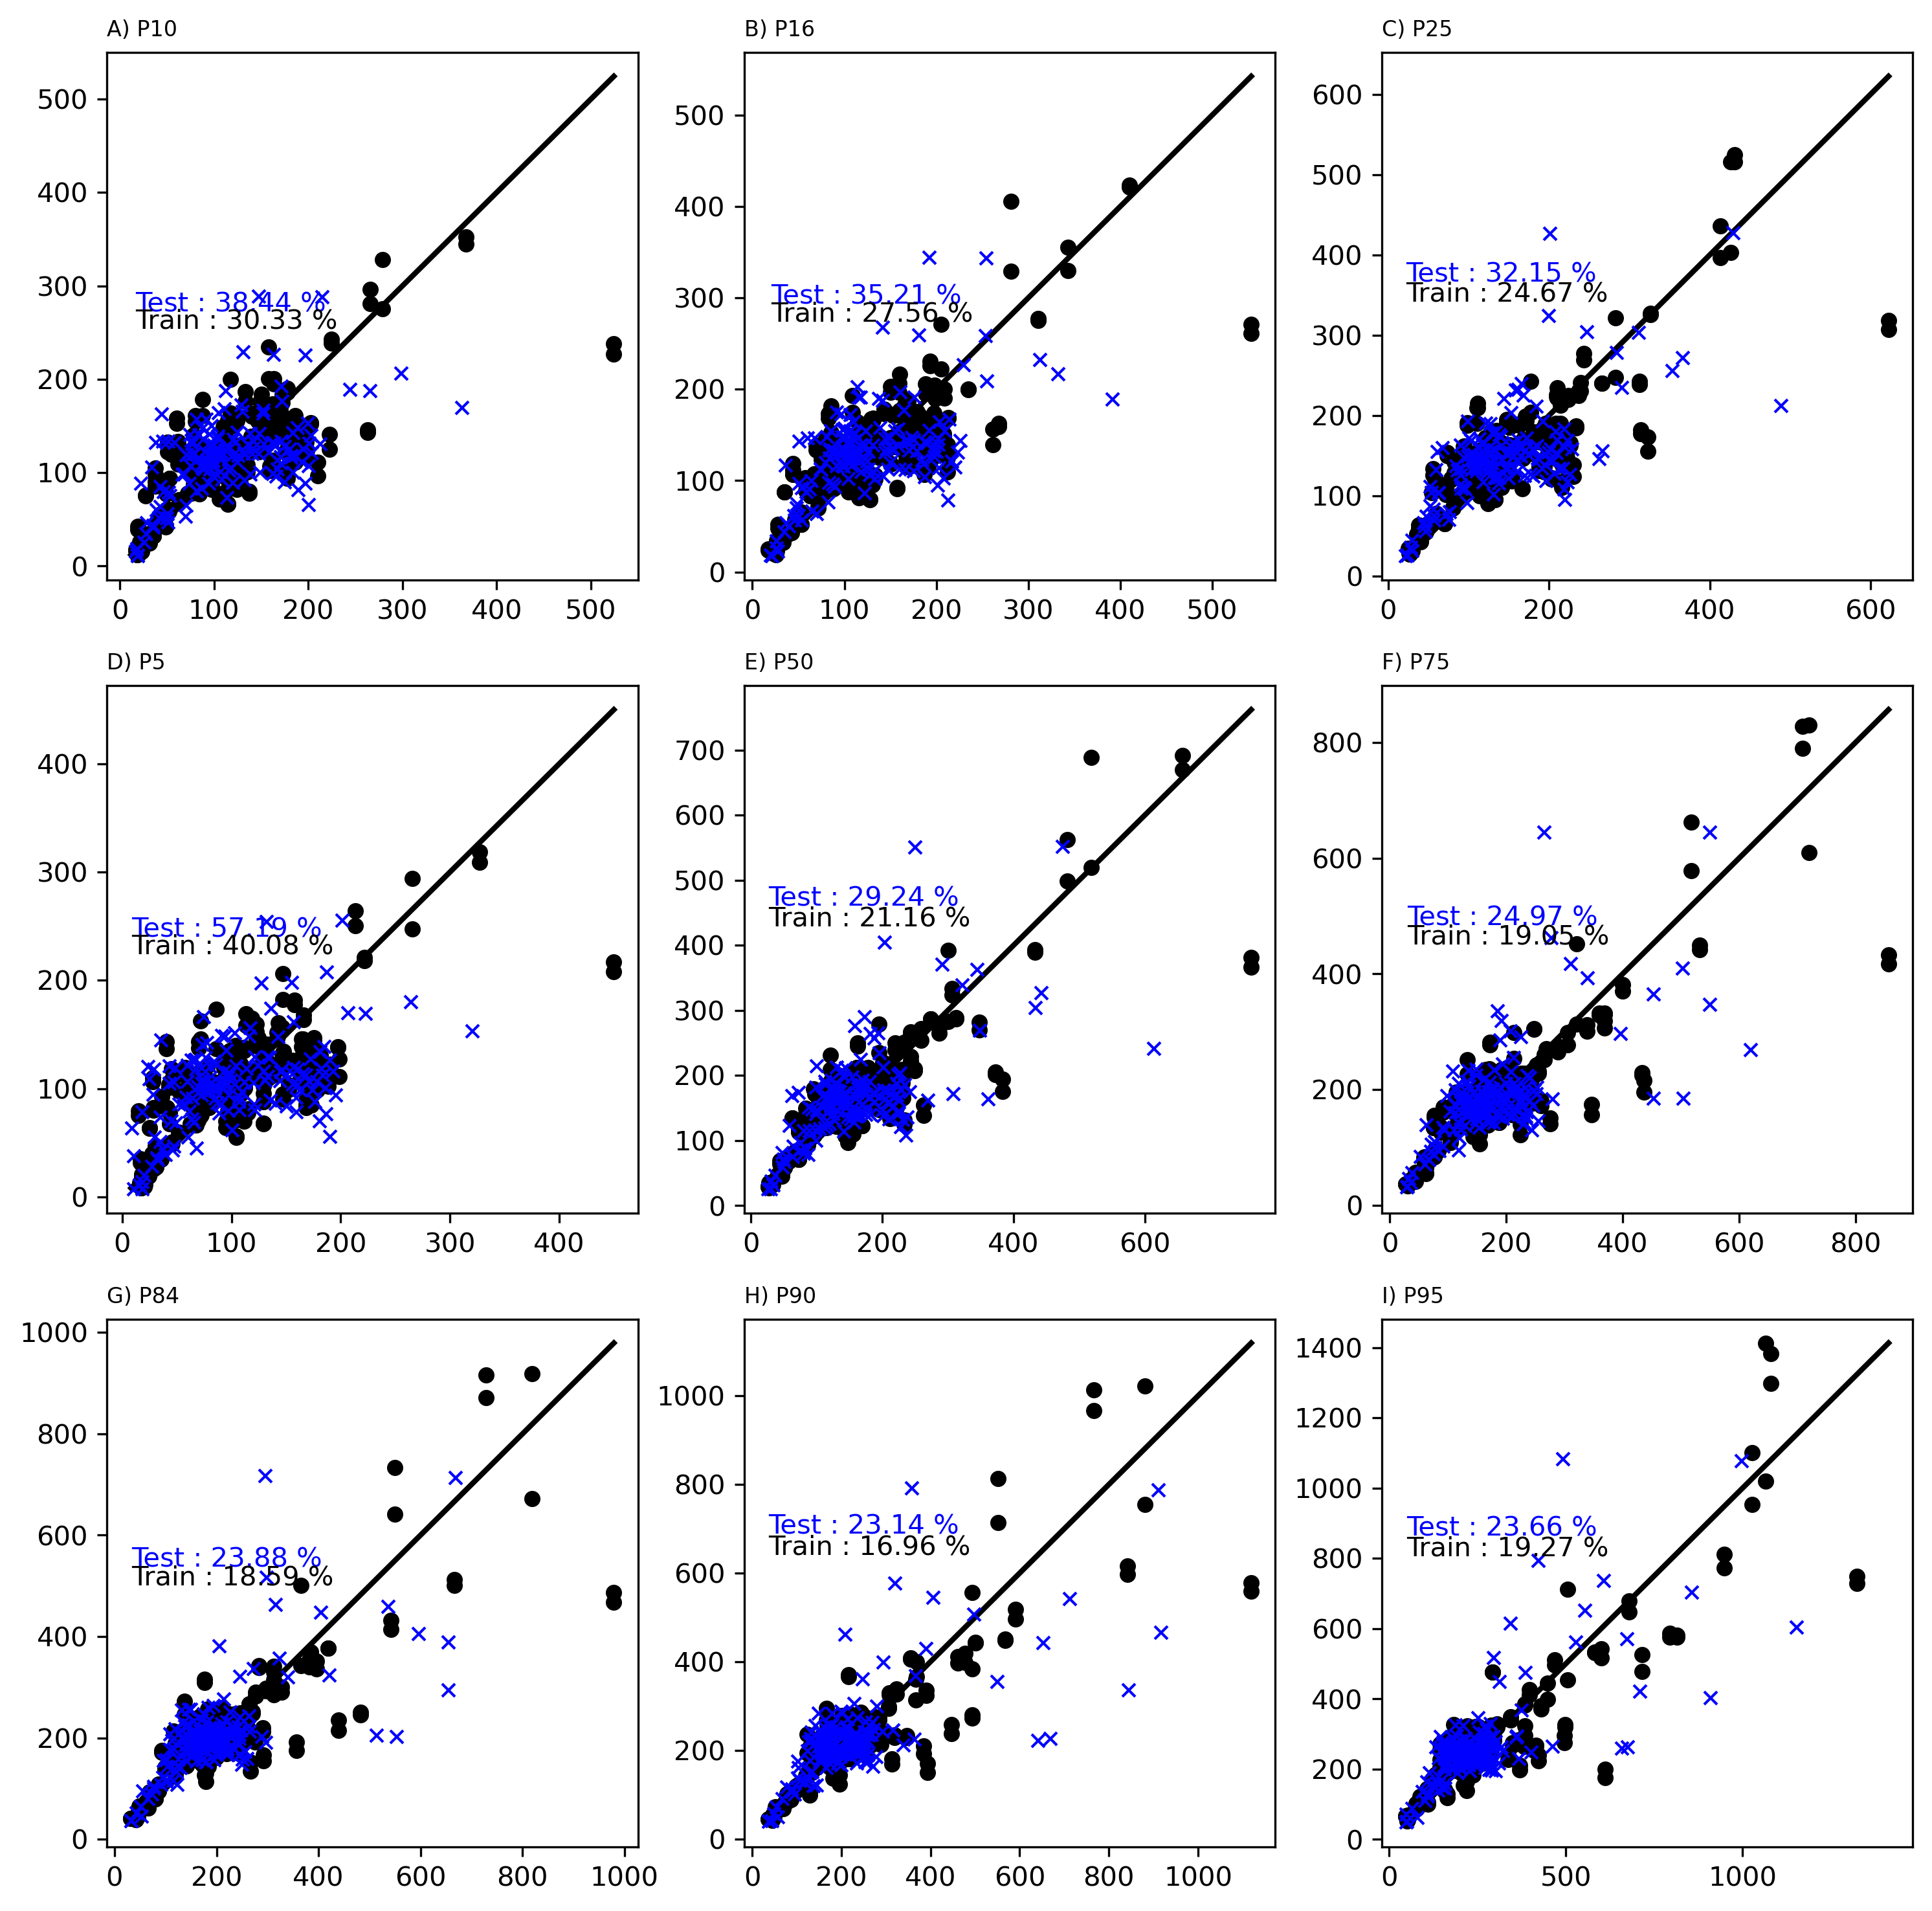 A) P10
500
400
300
200
100
0
Test : 38.44 %
Train : 30.33 %
0 100 200 300 400 500
B) P16
500
400
300
200
100
0
Test : 35.21 %
Train : 27.56 %
0 100 200 300 400 500
C) P25
600
500
400
300
200
100
0
Test : 32.15 %
Train : 24.67 %
0 200 400 600
D) P5
400
300
200
100
0
Test : 57.19 %
Train : 40.08 %
0 100 200 300 400
E) P50
700
600
500
400
300
200
100
0
Test : 29.24 %
Train : 21.16 %
0 200 400 600
F) P75
800
600
400
200
0
Test : 24.97 %
Train : 19.05 %
0 200 400 600 800
G) P84
1000
800
600
400
200
0
Test : 23.88 %
Train : 18.59 %
0 200 400 600 800 1000
H) P90
1000
800
600
400
200
0
Test : 23.14 %
Train : 16.96 %
0 200 400 600 800 1000
I) P95
1400
1200
1000
800
600
400
200
0
Test : 23.66 %
Train : 19.27 %
0 500 1000